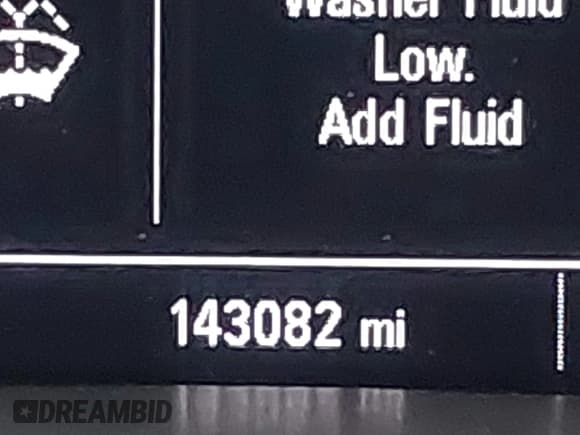 Washer Fluid
Low.
Add Fluid
143082 mi
DREAMBID